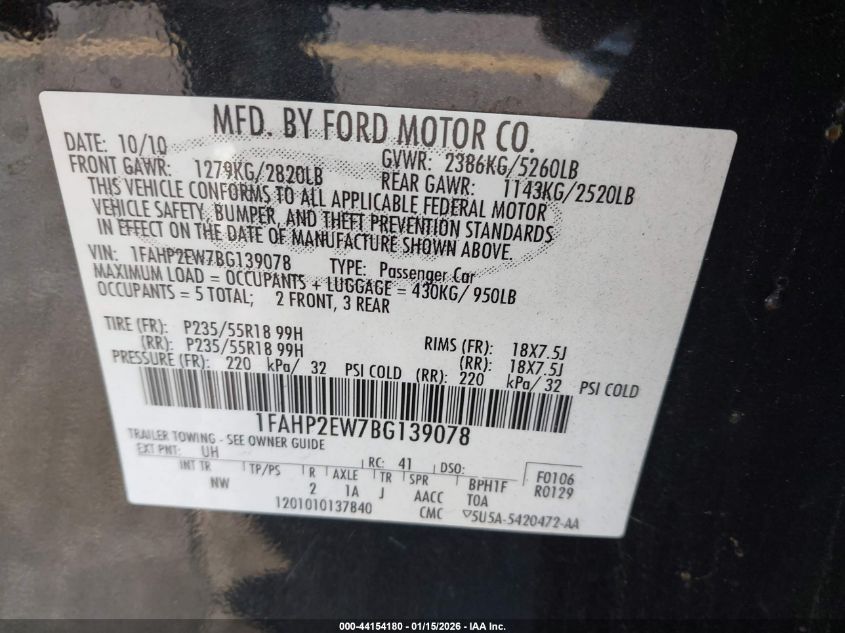 MFD. BY FORD MOTOR CO.
DATE: 10/10 GVWR: 2386KG/5260LB
FRONT GAWR: 1279KG/2820LB REAR GAWR: 1143KG/2520LB
THIS VEHICLE CONFORMS TO ALL APPLICABLE FEDERAL MOTOR
VEHICLE SAFETY, BUMPER, AND THEFT PREVENTION STANDARDS
IN EFFECT ON THE DATE OF MANUFACTURE SHOWN ABOVE.
VIN: 1FAHP2EW7BG139078 TYPE: Passenger Car
MAXIMUM LOAD = OCCUPANTS + LUGGAGE = 430KG/ 950LB
OCCUPANTS = 5 TOTAL; 2 FRONT, 3 REAR
TIRE (FR): P235/55R18 99H RIMS (FR): 18X7.5J
(RR): P235/55R18 99H (RR): 18X7.5J
PRESSURE (FR): 220 kPa/ 32 PSI COLD (RR): 220 kPa/ 32 PSI COLD
1FAHP2EW7BG139078
TRAILER TOWING - SEE OWNER GUIDE
EXT PNT: UH RC: 41 DSO: F0106
INT TR TP/PS R AXLE TR SPR BPH1F R0129
NW 2 1A J AACC TOA
1201010137840 CMC 5U5A-5420472-AA
000-44154180 - 01/15/2026 - IAA Inc.